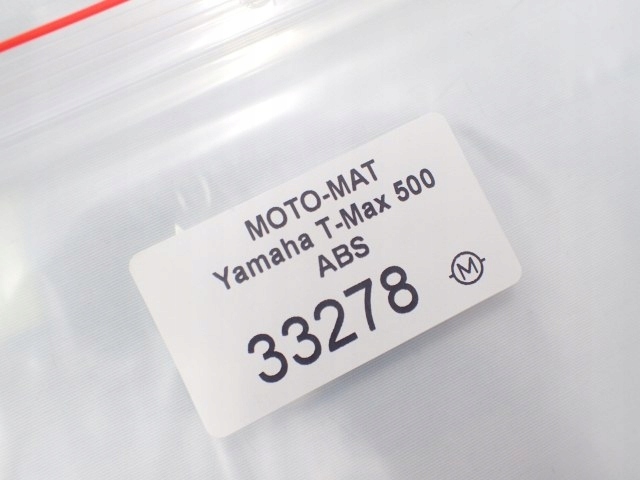 MOTO-MAT
Yamaha T-Max 500
ABS
33278
M